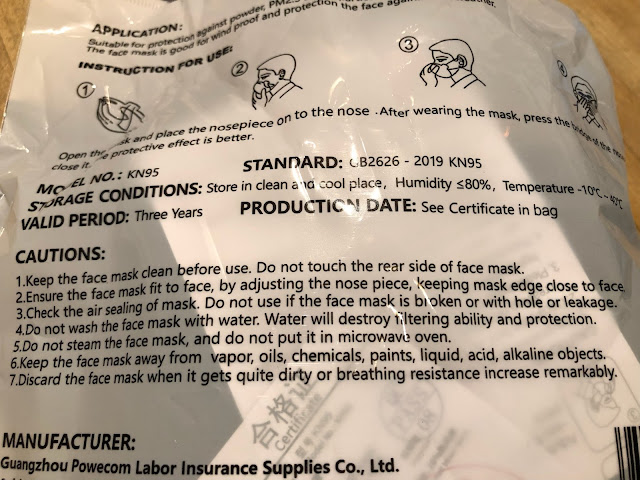 APPLICATION:
Suitable for protection against powder, PM2.5
The face mask is good for wind proof and protection the face against
INSTRUCTION FOR USE:
1
2
3
4
Open the and place the nosepiece on to the nose .After wearing the mask, press the of the
close it. protective effect is better.
MODEL NO.: KN95
STANDARD: GB2626 - 2019 KN95
STORAGE CONDITIONS: Store in clean and cool place, Humidity ≤80%, Temperature -10℃~ 40℃
VALID PERIOD: Three Years
PRODUCTION DATE: See Certificate in bag
CAUTIONS:
1.Keep the face mask clean before use. Do not touch the rear side of face mask.
2.Ensure the face mask fit to face, by adjusting the nose piece, keeping mask edge close to face.
3.Check the air sealing of mask. Do not use if the face mask is broken or with hole or leakage.
4.Do not wash the face mask with water. Water will destroy filtering ability and protection.
5.Do not steam the face mask, and do not put it in microwave oven.
6.Keep the face mask away from vapor, oils, chemicals, paints, liquid, acid, alkaline objects.
7.Discard the face mask when it gets quite dirty or breathing resistance increase remarkably.
合格证
Certificate
MANUFACTURER:
Guangzhou Powecom Labor Insurance Supplies Co., Ltd.